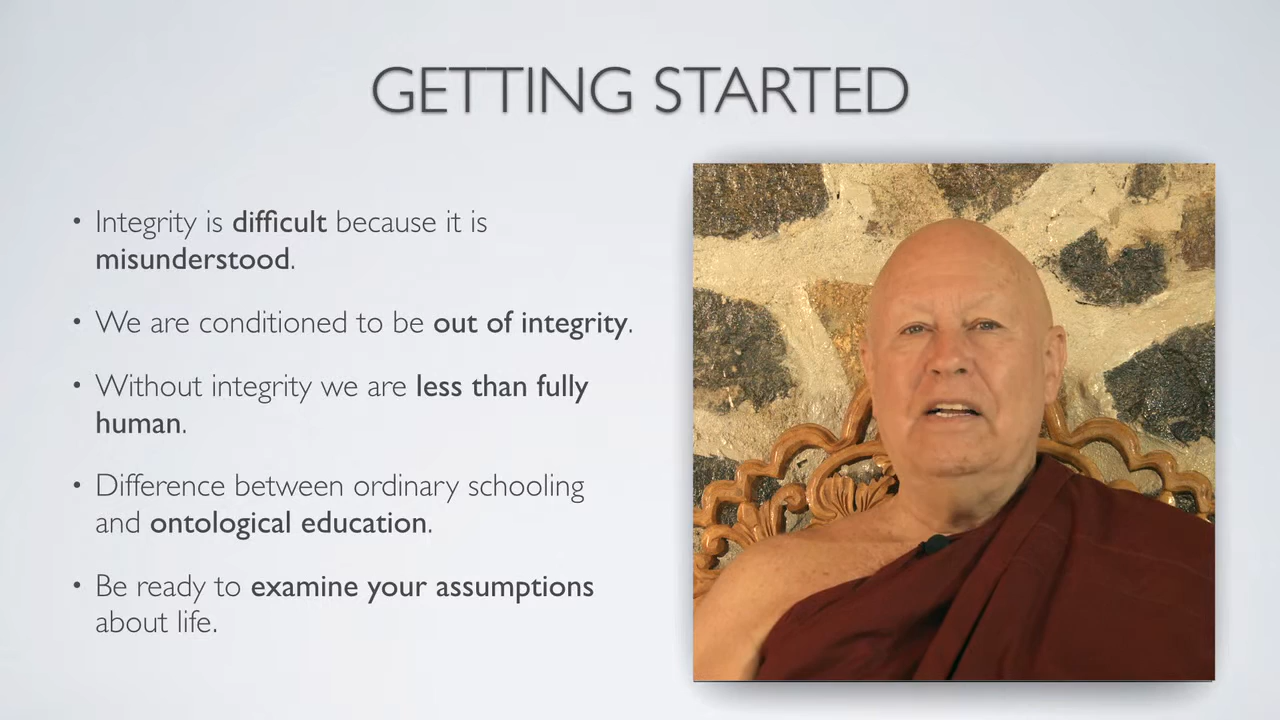 GETTING STARTED
• Integrity is difficult because it is
misunderstood.
• We are conditioned to be out of integrity.
• Without integrity we are less than fully
human.
• Difference between ordinary schooling
and ontological education.
• Be ready to examine your assumptions
about life.